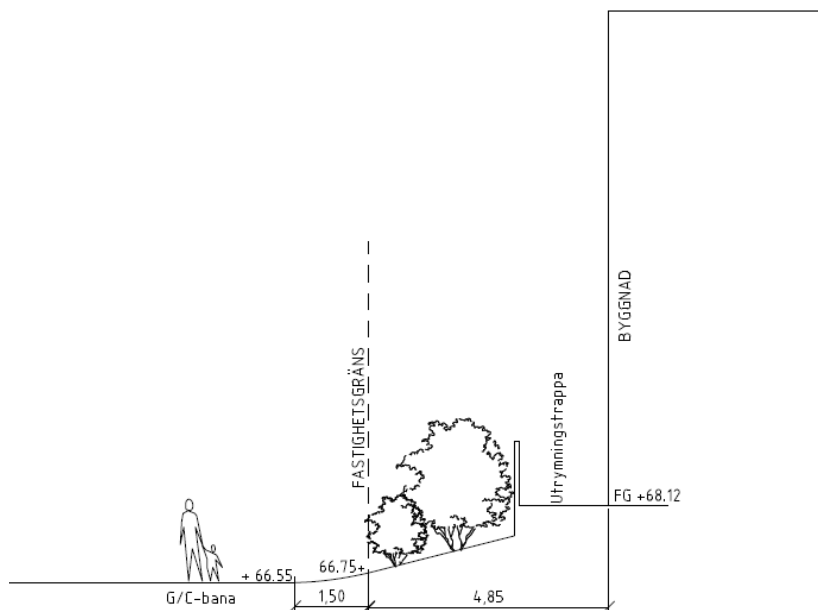 BYGGNAD
FASTIGHETSGRÄNS
Utrymningstrappa
FG +68.12
66.75+
+ 66.55
G/C-bana
1,50
4,85